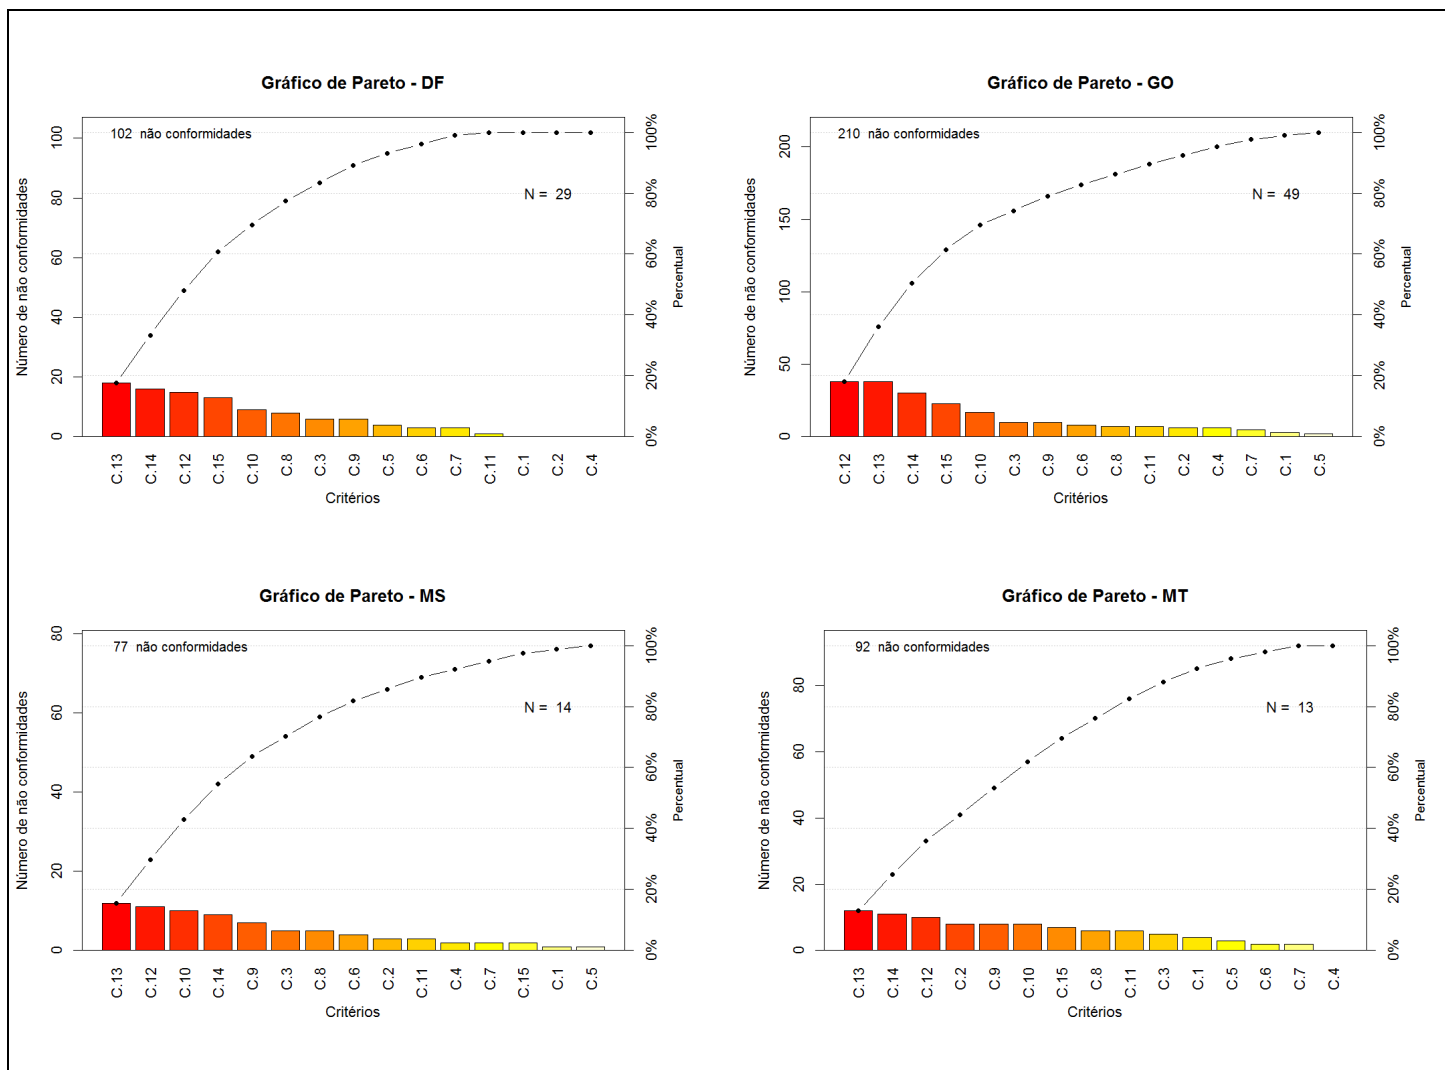 Gráfico de Pareto - DF
102 não conformidades
N = 29
Número de não conformidades
0
20
40
60
80
100
0%
20%
40%
60%
80%
100%
Percentual
C.13 C.14 C.12 C.15 C.10 C.8 C.3 C.9 C.5 C.6 C.7 C.11 C.1 C.2 C.4
Critérios
Gráfico de Pareto - GO
210 não conformidades
N = 49
Número de não conformidades
0
50
100
150
200
0%
20%
40%
60%
80%
100%
Percentual
C.12 C.13 C.14 C.15 C.10 C.3 C.9 C.6 C.8 C.11 C.2 C.4 C.7 C.1 C.5
Critérios
Gráfico de Pareto - MS
77 não conformidades
N = 14
Número de não conformidades
0
20
40
60
80
0%
20%
40%
60%
80%
100%
Percentual
C.13 C.12 C.10 C.14 C.9 C.3 C.8 C.6 C.2 C.11 C.4 C.7 C.15 C.1 C.5
Critérios
Gráfico de Pareto - MT
92 não conformidades
N = 13
Número de não conformidades
0
20
40
60
80
0%
20%
40%
60%
80%
100%
Percentual
C.13 C.14 C.12 C.2 C.9 C.10 C.15 C.8 C.11 C.3 C.1 C.5 C.6 C.7 C.4
Critérios